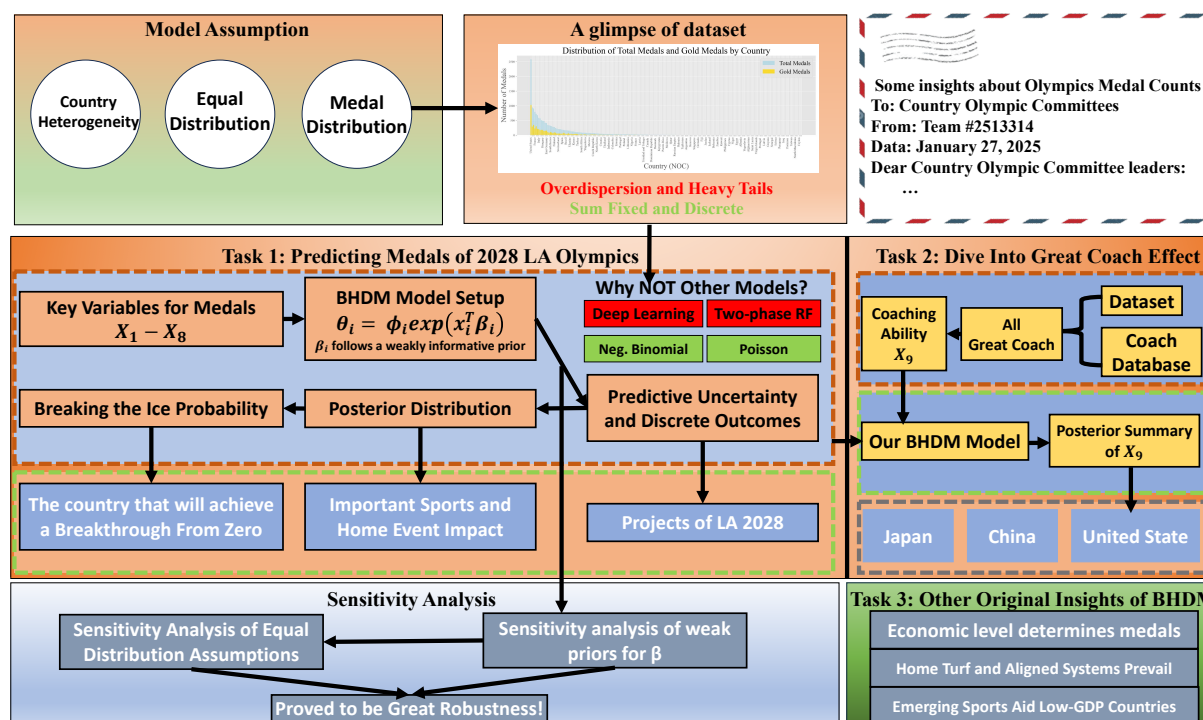 Model Assumption
Country
Heterogeneity
Equal
Distribution
Medal
Distribution
A glimpse of dataset
Distribution of Total Medals and Gold Medals by Country
Total Medals
Gold Medals
Number of Medals
Country (NOC)
Overdispersion and Heavy Tails
Sum Fixed and Discrete
Some insights about Olympics Medal Counts
To: Country Olympic Committees
From: Team #2513314
Data: January 27, 2025
Dear Country Olympic Committee leaders:
…
Task 1: Predicting Medals of 2028 LA Olympics
Key Variables for Medals
X₁ − X₈
BHDM Model Setup
θᵢ = ϕᵢexp(xᵢᵀβᵢ)
βᵢ follows a weakly informative prior
Why NOT Other Models?
Deep Learning
Two-phase RF
Neg. Binomial
Poisson
Breaking the Ice Probability
Posterior Distribution
Predictive Uncertainty
and Discrete Outcomes
The country that will achieve
a Breakthrough From Zero
Important Sports and
Home Event Impact
Projects of LA 2028
Task 2: Dive Into Great Coach Effect
Coaching
Ability
X₉
All
Great Coach
Dataset
Coach
Database
Our BHDM Model
Posterior Summary
of X₉
Japan
China
United State
Sensitivity Analysis
Sensitivity Analysis of Equal
Distribution Assumptions
Sensitivity analysis of weak
priors for β
Proved to be Great Robustness!
Task 3: Other Original Insights of BHDM
Economic level determines medals
Home Turf and Aligned Systems Prevail
Emerging Sports Aid Low-GDP Countries